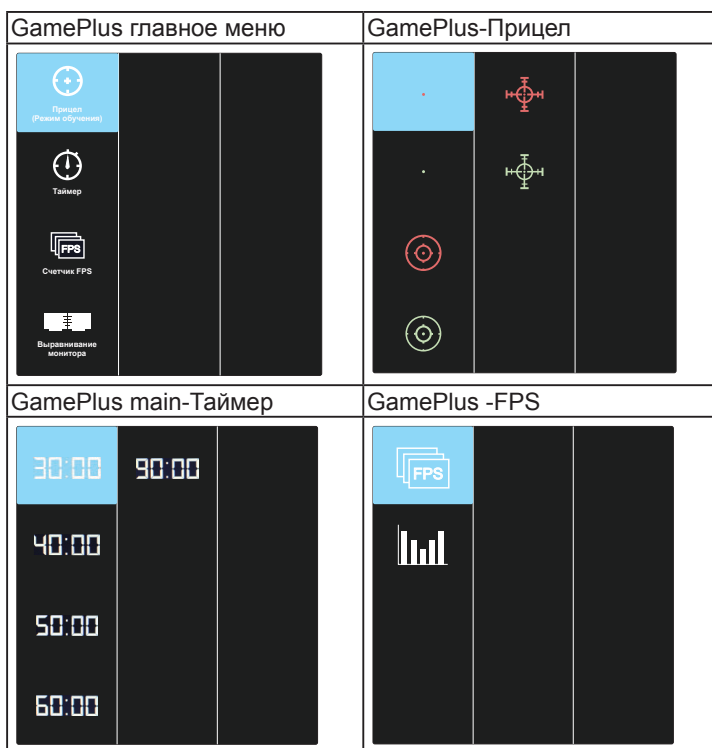 GamePlus главное меню
GamePlus-Прицел
Прицел
(Режим обучения)
Таймер
FPS
Счетчик FPS
Выравнивание
монитора
GamePlus main-Таймер
GamePlus -FPS
30:00
90:00
40:00
50:00
60:00
FPS